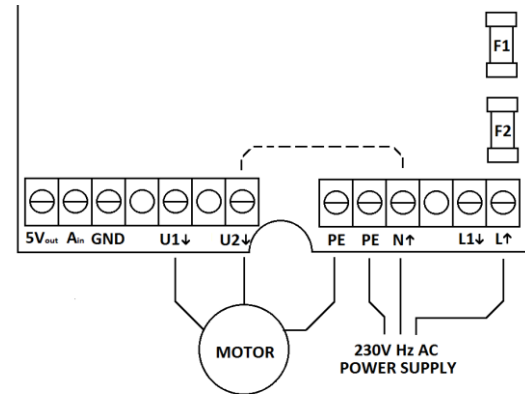 F1
F2
5Vout Ain GND U1↓ U2↓ PE PE N↑ L1↓ L↑
MOTOR
230V Hz AC
POWER SUPPLY